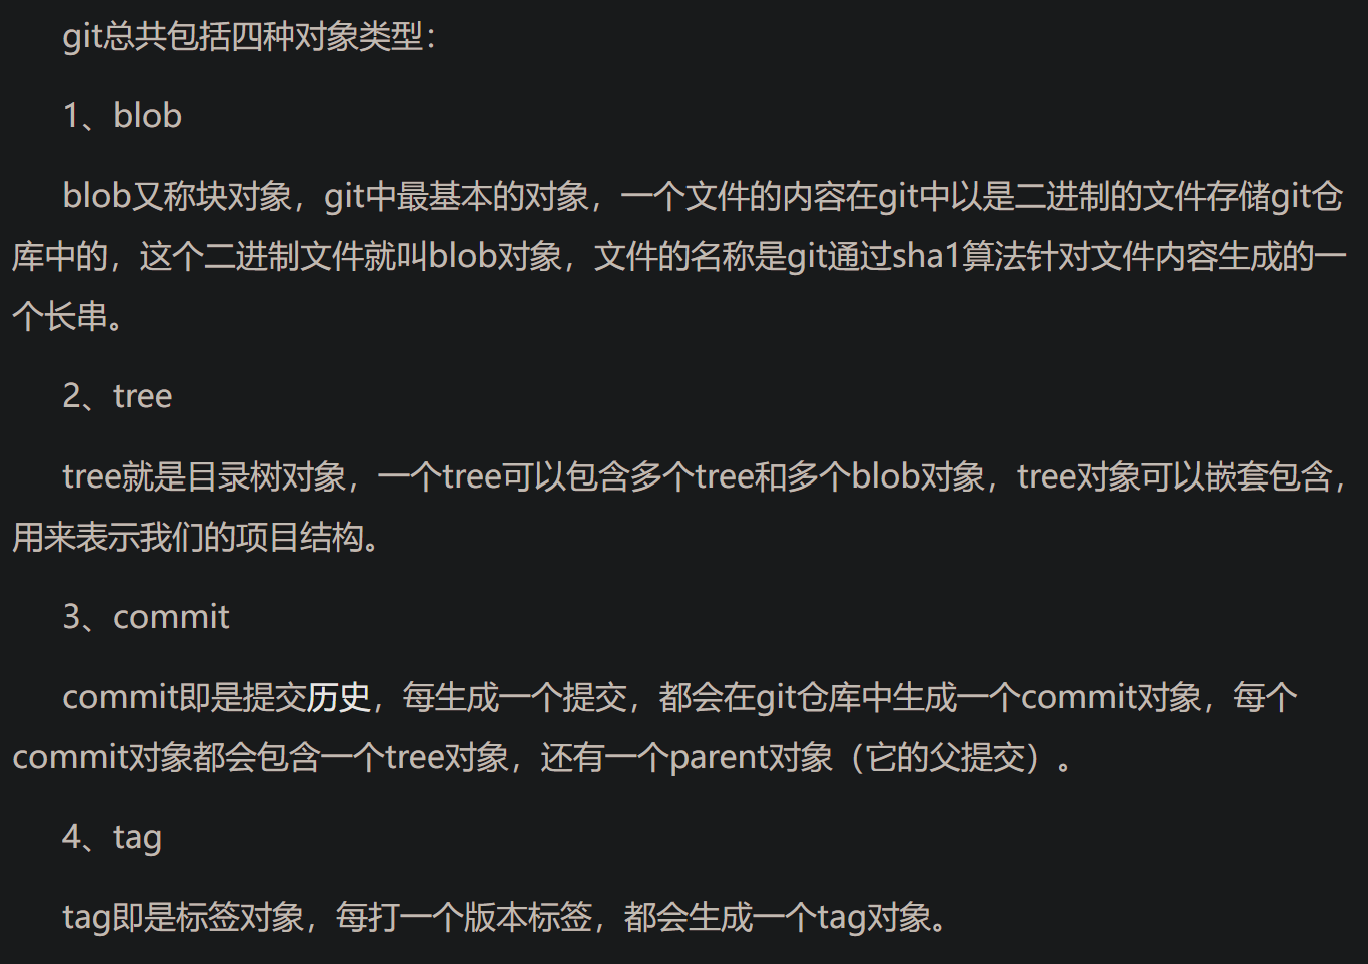 git总共包括四种对象类型：
1、blob
blob又称块对象，git中最基本的对象，一个文件的内容在git中以是二进制的文件存储git仓
库中的，这个二进制文件就叫blob对象，文件的名称是git通过sha1算法针对文件内容生成的一
个长串。
2、tree
tree就是目录树对象，一个tree可以包含多个tree和多个blob对象，tree对象可以嵌套包含，
用来表示我们的项目结构。
3、commit
commit即是提交历史，每生成一个提交，都会在git仓库中生成一个commit对象，每个
commit对象都会包含一个tree对象，还有一个parent对象（它的父提交）。
4、tag
tag即是标签对象，每打一个版本标签，都会生成一个tag对象。